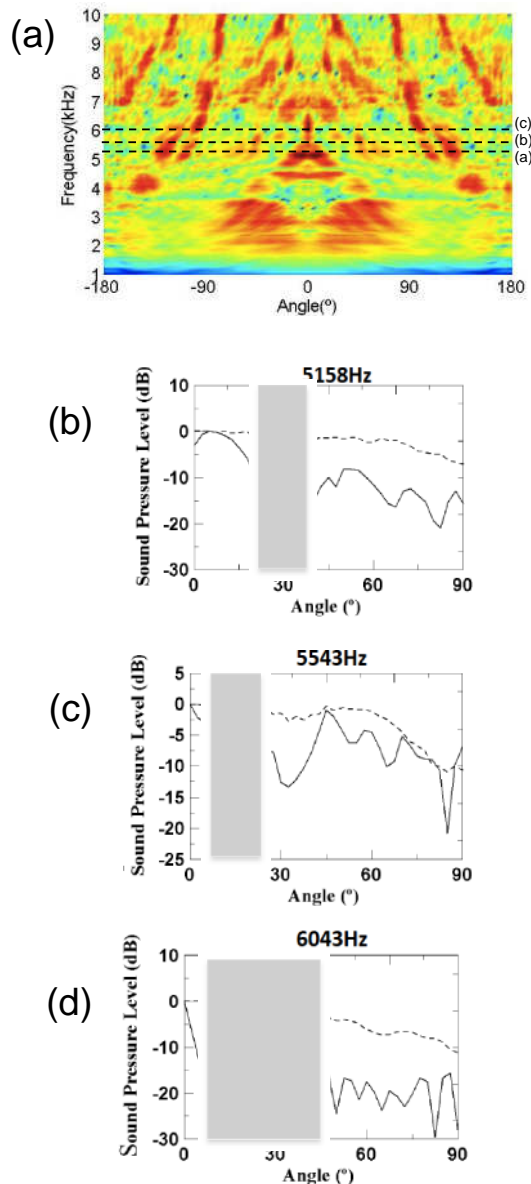 (a)
10
9
8
7
6
5
4
3
2
1
Frequency(kHz)
-180 -90 0 90 180
Angle(º)
(c)
(b)
(a)
(b)
5158Hz
Sound Pressure Level (dB)
10
0
-10
-20
-30
0 30 60 90
Angle (º)
(c)
5543Hz
Sound Pressure Level (dB)
5
0
-5
-10
-15
-20
-25
0 30 60 90
Angle (º)
(d)
6043Hz
Sound Pressure Level (dB)
10
0
-10
-20
-30
0 30 60 90
Angle (º)